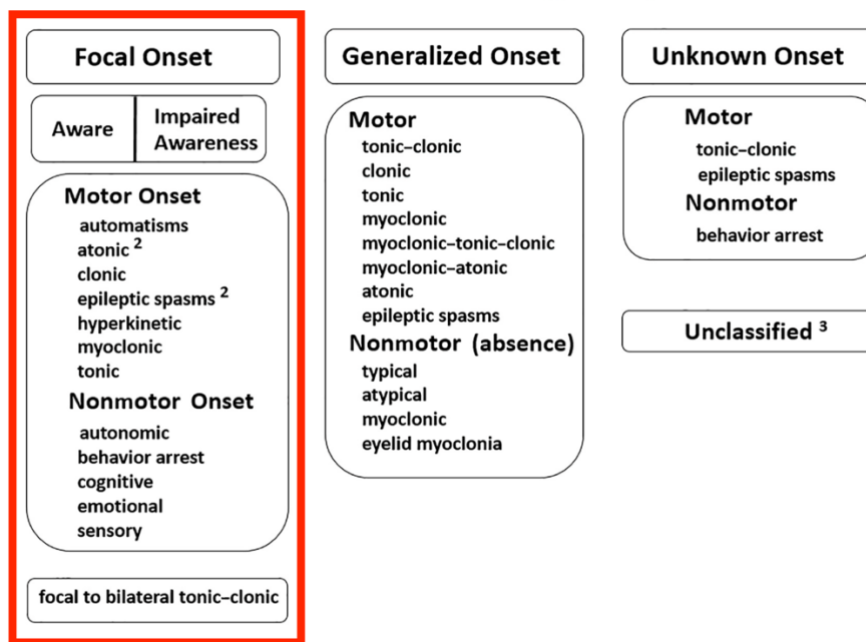 Focal Onset
Aware
Impaired
Awareness
Motor Onset
automatisms
atonic ²
clonic
epileptic spasms ²
hyperkinetic
myoclonic
tonic
Nonmotor Onset
autonomic
behavior arrest
cognitive
emotional
sensory
focal to bilateral tonic–clonic
Generalized Onset
Motor
tonic–clonic
clonic
tonic
myoclonic
myoclonic–tonic–clonic
myoclonic–atonic
atonic
epileptic spasms
Nonmotor (absence)
typical
atypical
myoclonic
eyelid myoclonia
Unknown Onset
Motor
tonic–clonic
epileptic spasms
Nonmotor
behavior arrest
Unclassified ³